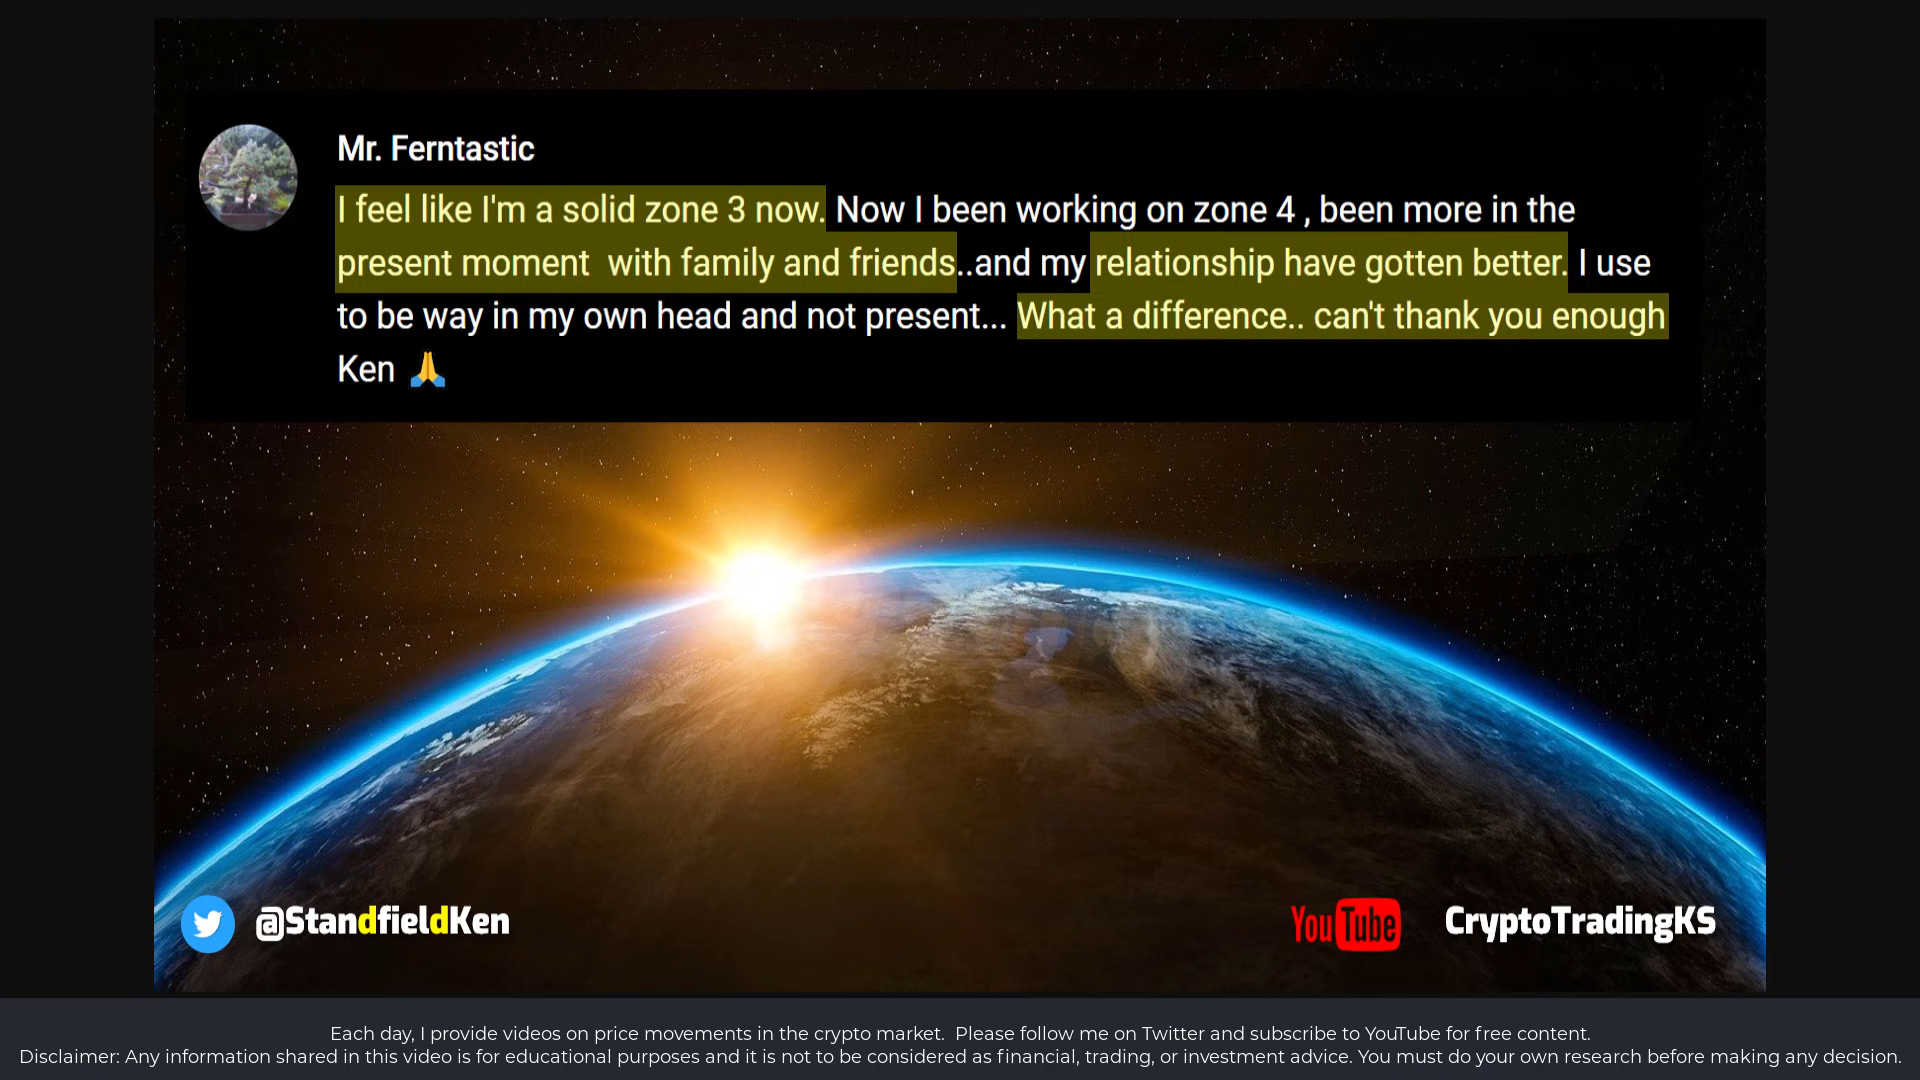 Mr. Ferntastic
I feel like I'm a solid zone 3 now. Now I been working on zone 4 , been more in the
present moment  with family and friends..and my relationship have gotten better. I use
to be way in my own head and not present... What a difference.. can't thank you enough
Ken 🙏
@StandfieldKen
YouTube CryptoTradingKS
Each day, I provide videos on price movements in the crypto market.  Please follow me on Twitter and subscribe to YouTube for free content.
Disclaimer: Any information shared in this video is for educational purposes and it is not to be considered as financial, trading, or investment advice. You must do your own research before making any decision.